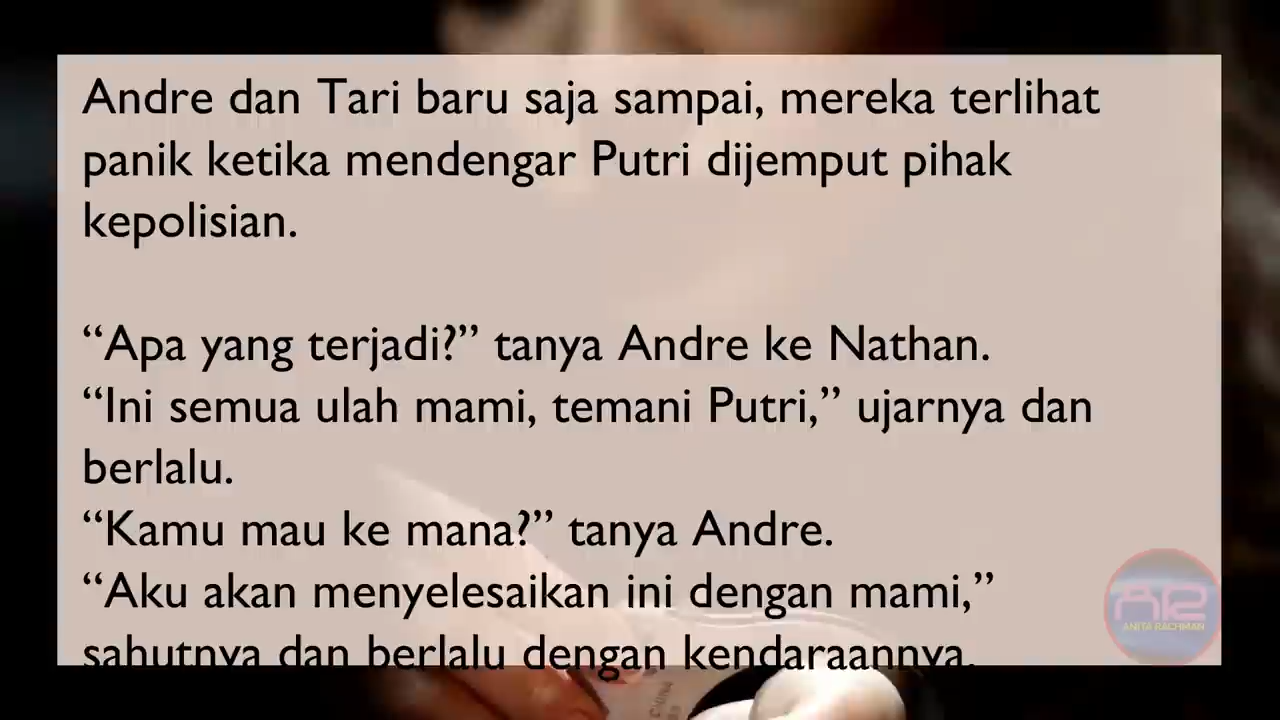 Andre dan Tari baru saja sampai, mereka terlihat
panik ketika mendengar Putri dijemput pihak
kepolisian.
“Apa yang terjadi?” tanya Andre ke Nathan.
“Ini semua ulah mami, temani Putri,” ujarnya dan
berlalu.
“Kamu mau ke mana?” tanya Andre.
“Aku akan menyelesaikan ini dengan mami,”
sahutnya dan berlalu dengan kendaraannya.
ANITA RACHMAN